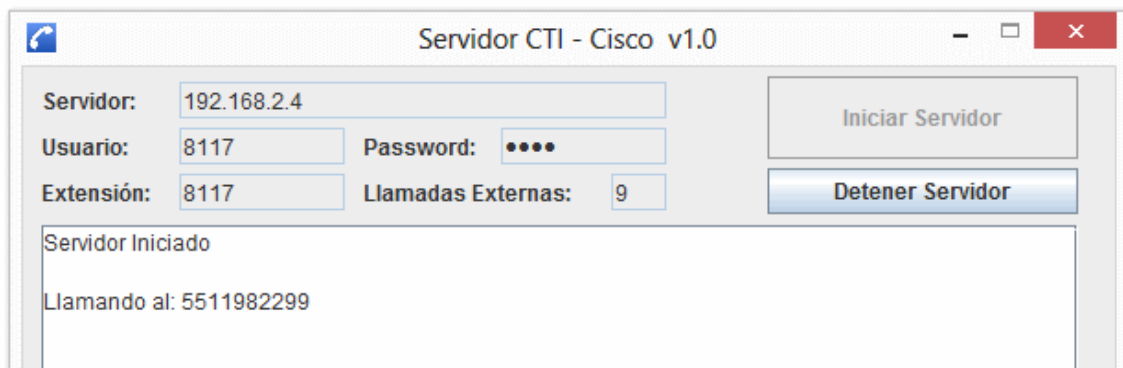 Servidor CTI - Cisco v1.0
Servidor: 192.168.2.4
Iniciar Servidor
Usuario: 8117 Password: ••••
Extensión: 8117 Llamadas Externas: 9
Detener Servidor
Servidor Iniciado
Llamando al: 5511982299